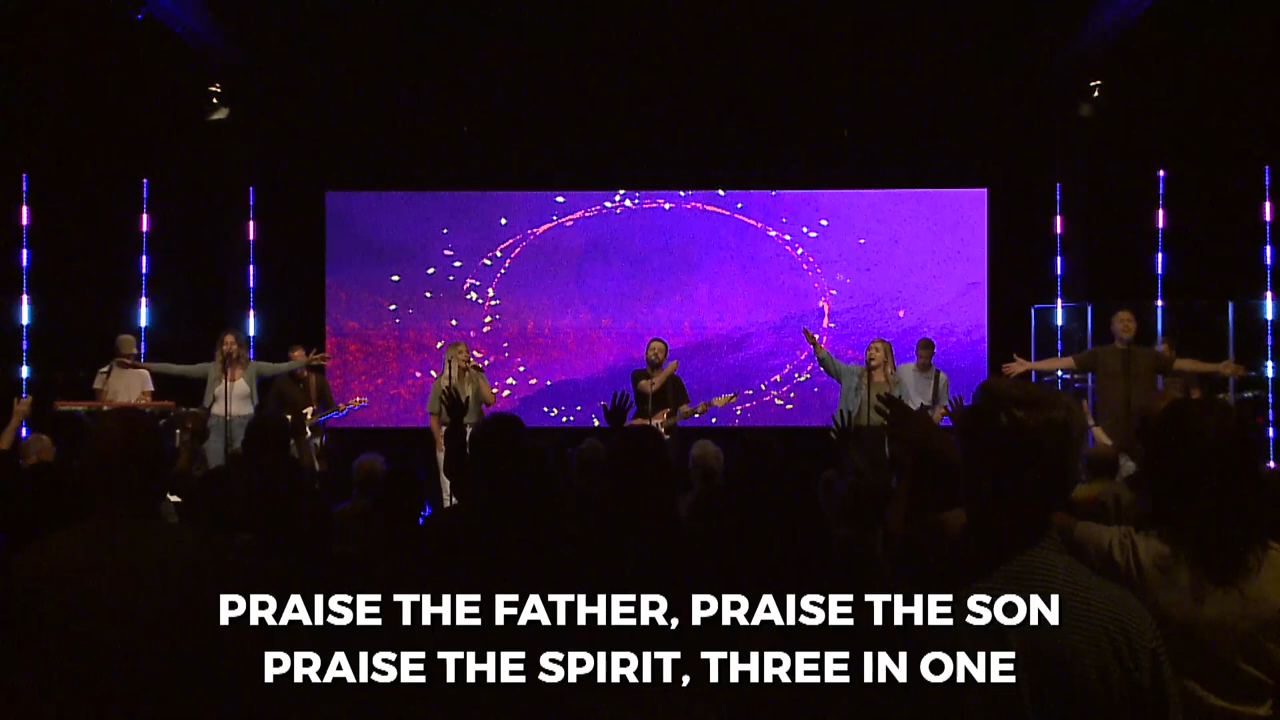 PRAISE THE FATHER, PRAISE THE SON
PRAISE THE SPIRIT, THREE IN ONE